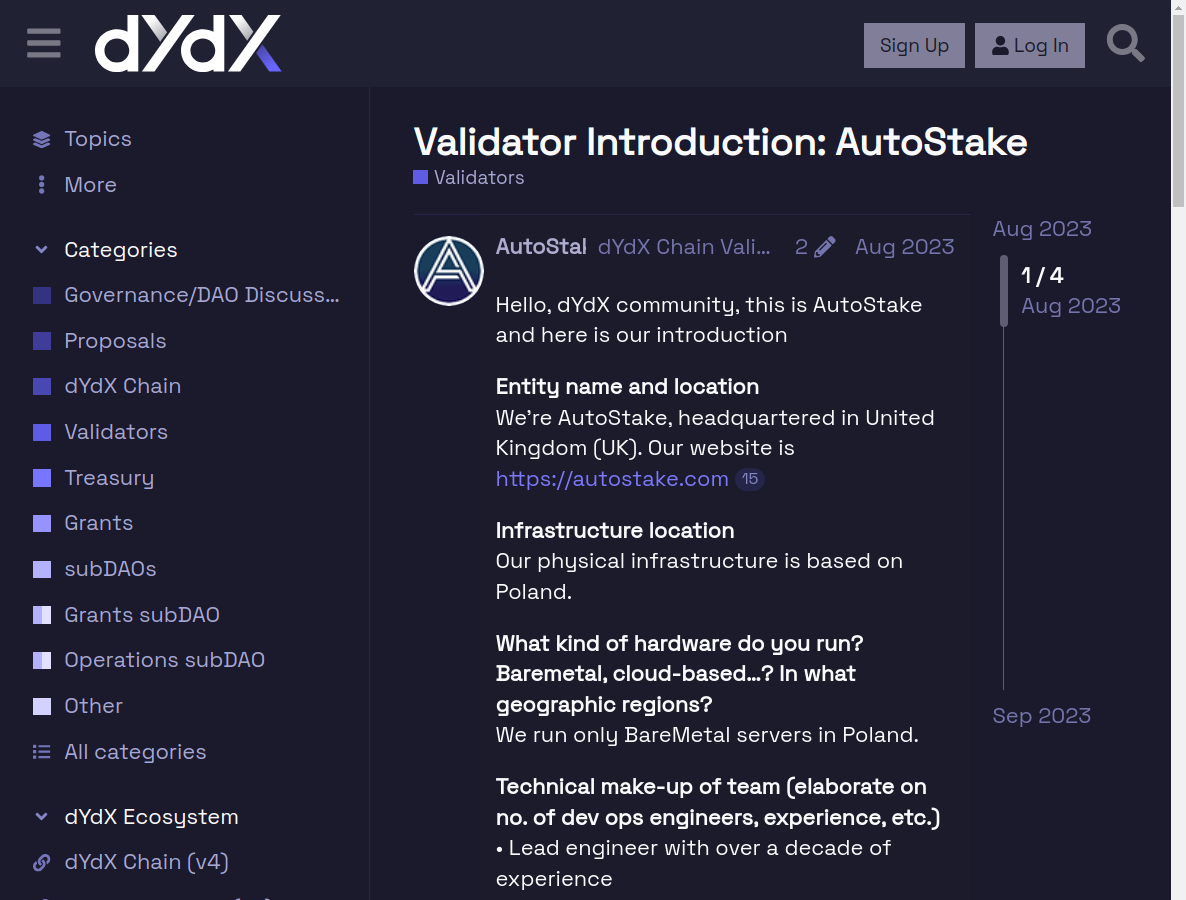 dYdX
Sign Up
Log In
Topics
More
Categories
Governance/DAO Discuss...
Proposals
dYdX Chain
Validators
Treasury
Grants
subDAOs
Grants subDAO
Operations subDAO
Other
All categories
dYdX Ecosystem
dYdX Chain (v4)
Validator Introduction: AutoStake
Validators
AutoStal dYdX Chain Vali... 2 Aug 2023
Hello, dYdX community, this is AutoStake
and here is our introduction
Entity name and location
We’re AutoStake, headquartered in United
Kingdom (UK). Our website is
https://autostake.com 15
Infrastructure location
Our physical infrastructure is based on
Poland.
What kind of hardware do you run?
Baremetal, cloud-based…? In what
geographic regions?
We run only BareMetal servers in Poland.
Technical make-up of team (elaborate on
no. of dev ops engineers, experience, etc.)
• Lead engineer with over a decade of
experience
Aug 2023
1 / 4
Aug 2023
Sep 2023